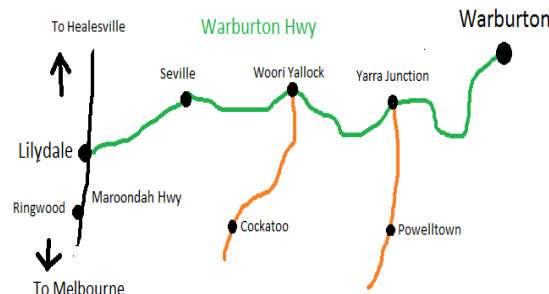 Warburton
To Healesville
Warburton Hwy
Seville
Woori Yallock
Yarra Junction
Lilydale
Ringwood
Maroondah Hwy
Cockatoo
Powelltown
To Melbourne